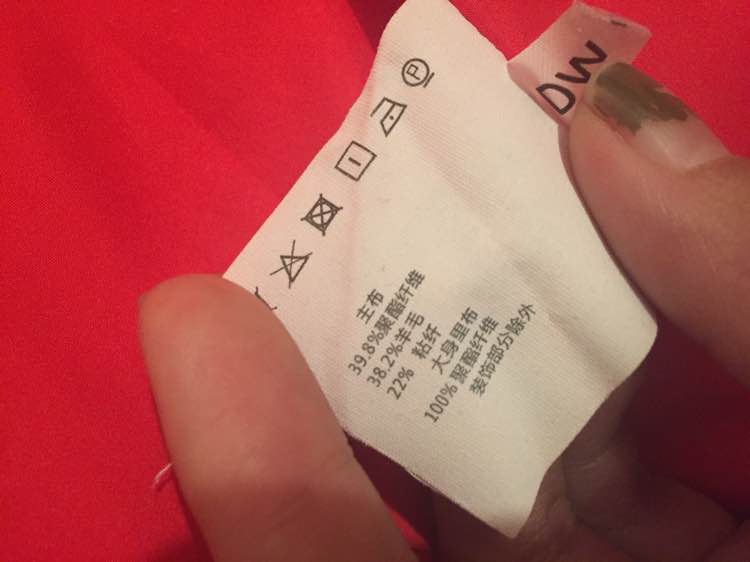 P
DW
主布
39.8%聚酯纤维
38.2%羊毛
22% 粘纤
大身里布
100% 聚酯纤维
装饰部分除外